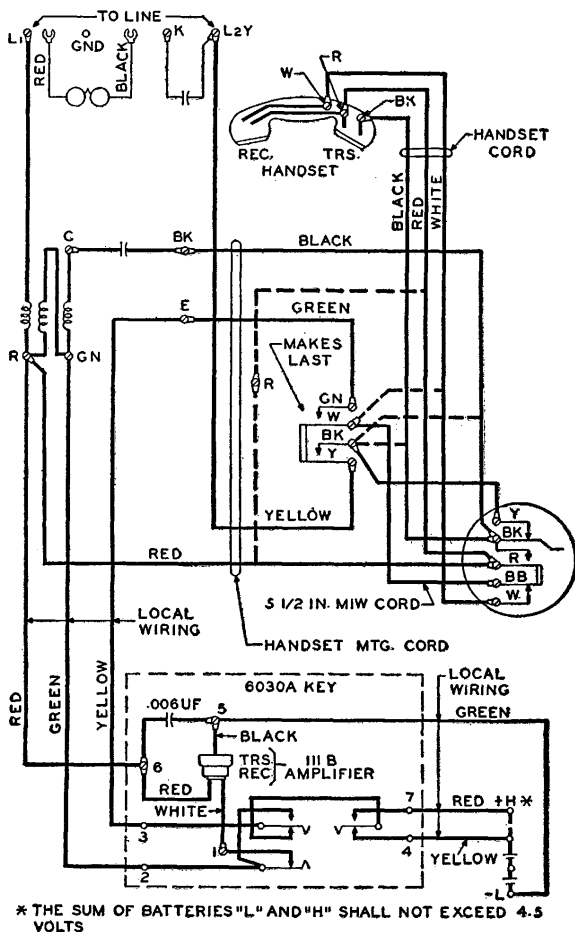 TO LINE
L1
RED
GND
BLACK
K
L2Y
W
R
BK
REC.
TRS.
HANDSET
HANDSET
CORD
BLACK
RED
WHITE
C
BK
BLACK
E
GREEN
MAKES
LAST
R
GN
R
GN
W
BK
Y
YELLOW
Y
BK
R
BB
W
RED
5 1/2 IN. MIW CORD
LOCAL
WIRING
HANDSET MTG. CORD
RED
GREEN
YELLOW
6030A KEY
LOCAL
WIRING
.006UF
5
GREEN
BLACK
6
TRS.
REC.
111 B
AMPLIFIER
RED
WHITE
7
RED
+H*
3
1
4
YELLOW
2
-L
* THE SUM OF BATTERIES "L" AND "H" SHALL NOT EXCEED 4.5
VOLTS